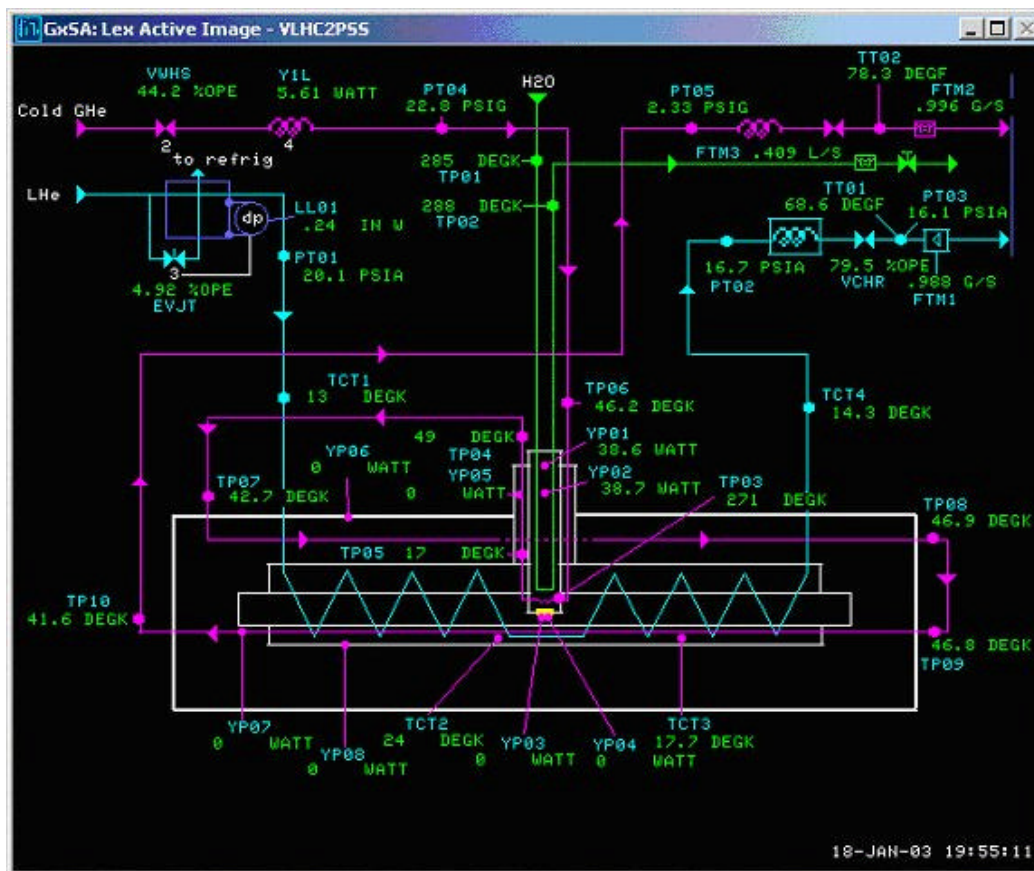 GxSA: Lex Active Image - VLHC2PSS
VWHS
44.2 %OPE
Y1L
5.61 WATT
PT04
22.8 PSIG
H2O
PT05
2.33 PSIG
TT02
78.3 DEGF
FTM2
.996 G/S
Cold GHe
2
4
to refrig
285 DEGK
TP01
FTM3 .409 L/S
LHe
dp
LL01
.24 IN W
288 DEGK
TP02
TT01
68.6 DEGF
PT03
16.1 PSIA
3
4.92 %OPE
EVJT
PT01
20.1 PSIA
16.7 PSIA
PT02
79.5 %OPE
VCHR
.988 G/S
FTM1
TCT1
13 DEGK
TP06
46.2 DEGK
TCT4
14.3 DEGK
49 DEGK
TP04
YP01
38.6 WATT
YP06
0 WATT
YP05
0 WATT
YP02
38.7 WATT
TP03
271 DEGK
TP07
42.7 DEGK
TP08
46.9 DEGK
TP05 17 DEGK
TP10
41.6 DEGK
46.8 DEGK
TP09
YP07
0 WATT
YP08
0 WATT
TCT2
24 DEGK
YP03
0 WATT
YP04
0 WATT
TCT3
17.7 DEGK
18-JAN-03 19:55:11